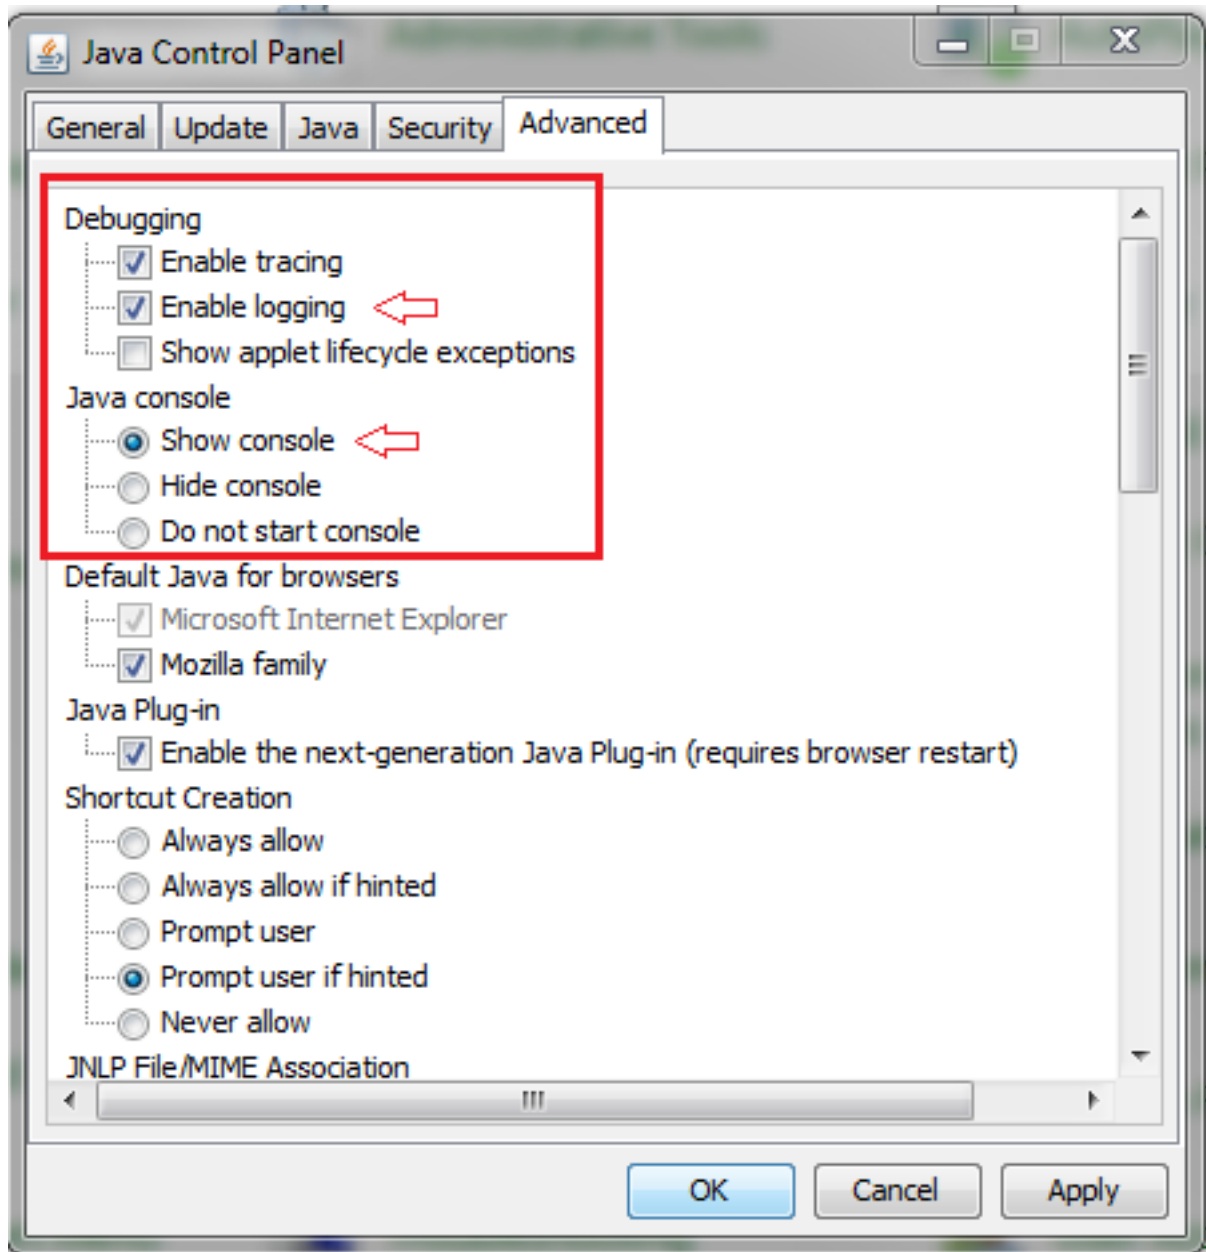 Java Control Panel
General Update Java Security Advanced
Debugging
Enable tracing
Enable logging
Show applet lifecycle exceptions
Java console
Show console
Hide console
Do not start console
Default Java for browsers
Microsoft Internet Explorer
Mozilla family
Java Plug-in
Enable the next-generation Java Plug-in (requires browser restart)
Shortcut Creation
Always allow
Always allow if hinted
Prompt user
Prompt user if hinted
Never allow
JNLP File/MIME Association
OK Cancel Apply